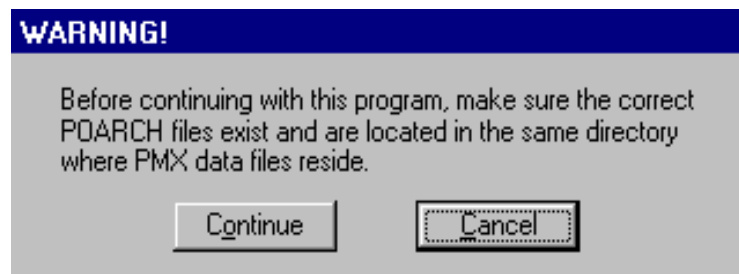 WARNING!
Before continuing with this program, make sure the correct
POARCH files exist and are located in the same directory
where PMX data files reside.
Continue Cancel